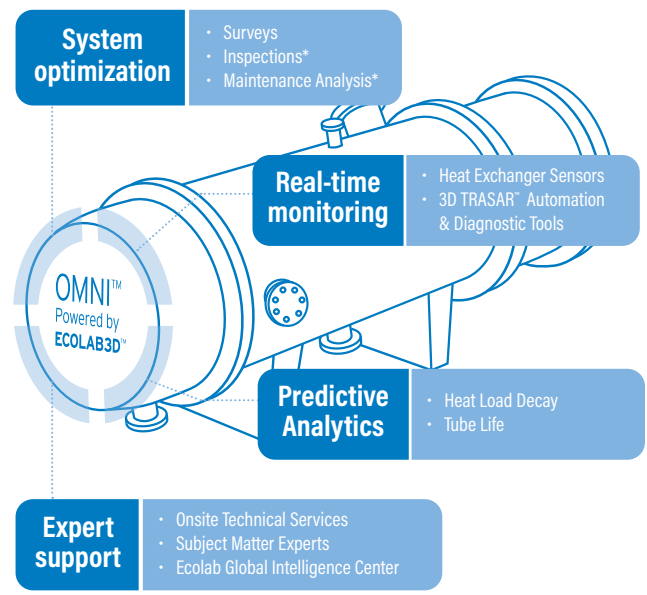 System
optimization
· Surveys
· Inspections*
· Maintenance Analysis*
Real-time
monitoring
· Heat Exchanger Sensors
· 3D TRASAR™ Automation
& Diagnostic Tools
OMNI™
Powered by
ECOLAB3D™
Predictive
Analytics
· Heat Load Decay
· Tube Life
Expert
support
· Onsite Technical Services
· Subject Matter Experts
· Ecolab Global Intelligence Center